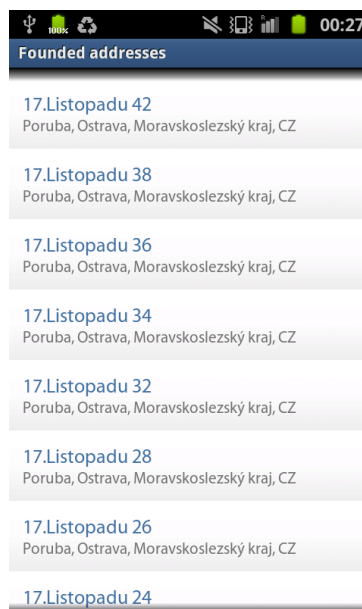 100%
00:27
Founded addresses
17.Listopadu 42
Poruba, Ostrava, Moravskoslezský kraj, CZ
17.Listopadu 38
Poruba, Ostrava, Moravskoslezský kraj, CZ
17.Listopadu 36
Poruba, Ostrava, Moravskoslezský kraj, CZ
17.Listopadu 34
Poruba, Ostrava, Moravskoslezský kraj, CZ
17.Listopadu 32
Poruba, Ostrava, Moravskoslezský kraj, CZ
17.Listopadu 28
Poruba, Ostrava, Moravskoslezský kraj, CZ
17.Listopadu 26
Poruba, Ostrava, Moravskoslezský kraj, CZ
17.Listopadu 24